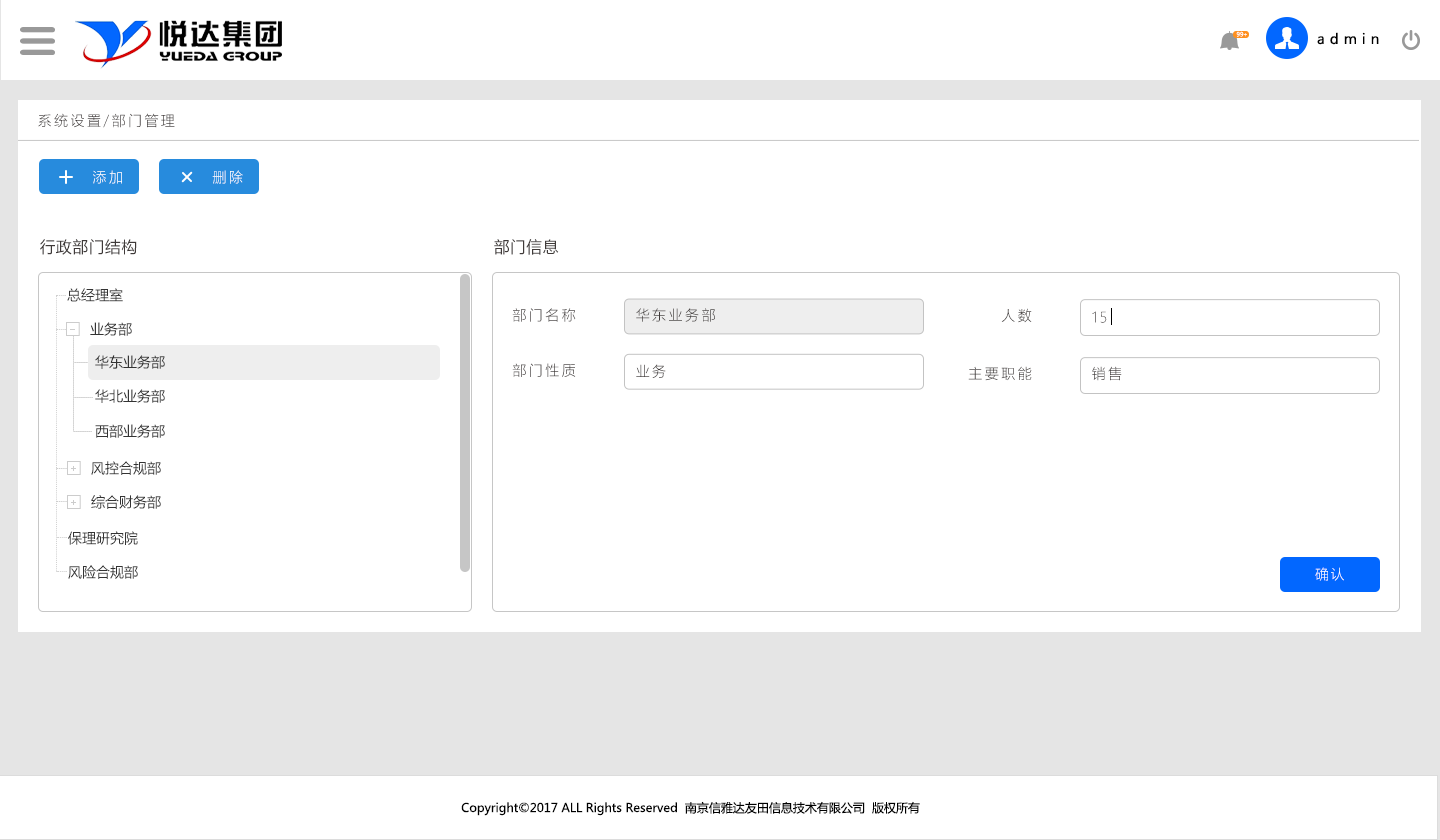 悦达集团
YUEDA GROUP
99+
admin
系统设置/部门管理
添加
删除
行政部门结构
总经理室
业务部
华东业务部
华北业务部
西部业务部
风控合规部
综合财务部
保理研究院
风险合规部
部门信息
部门名称 华东业务部 人数 15
部门性质 业务 主要职能 销售
确认
Copyright©2017 ALL Rights Reserved 南京信雅达友田信息技术有限公司 版权所有